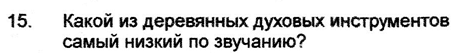 15. Какой из деревянных духовых инструментов
самый низкий по звучанию?